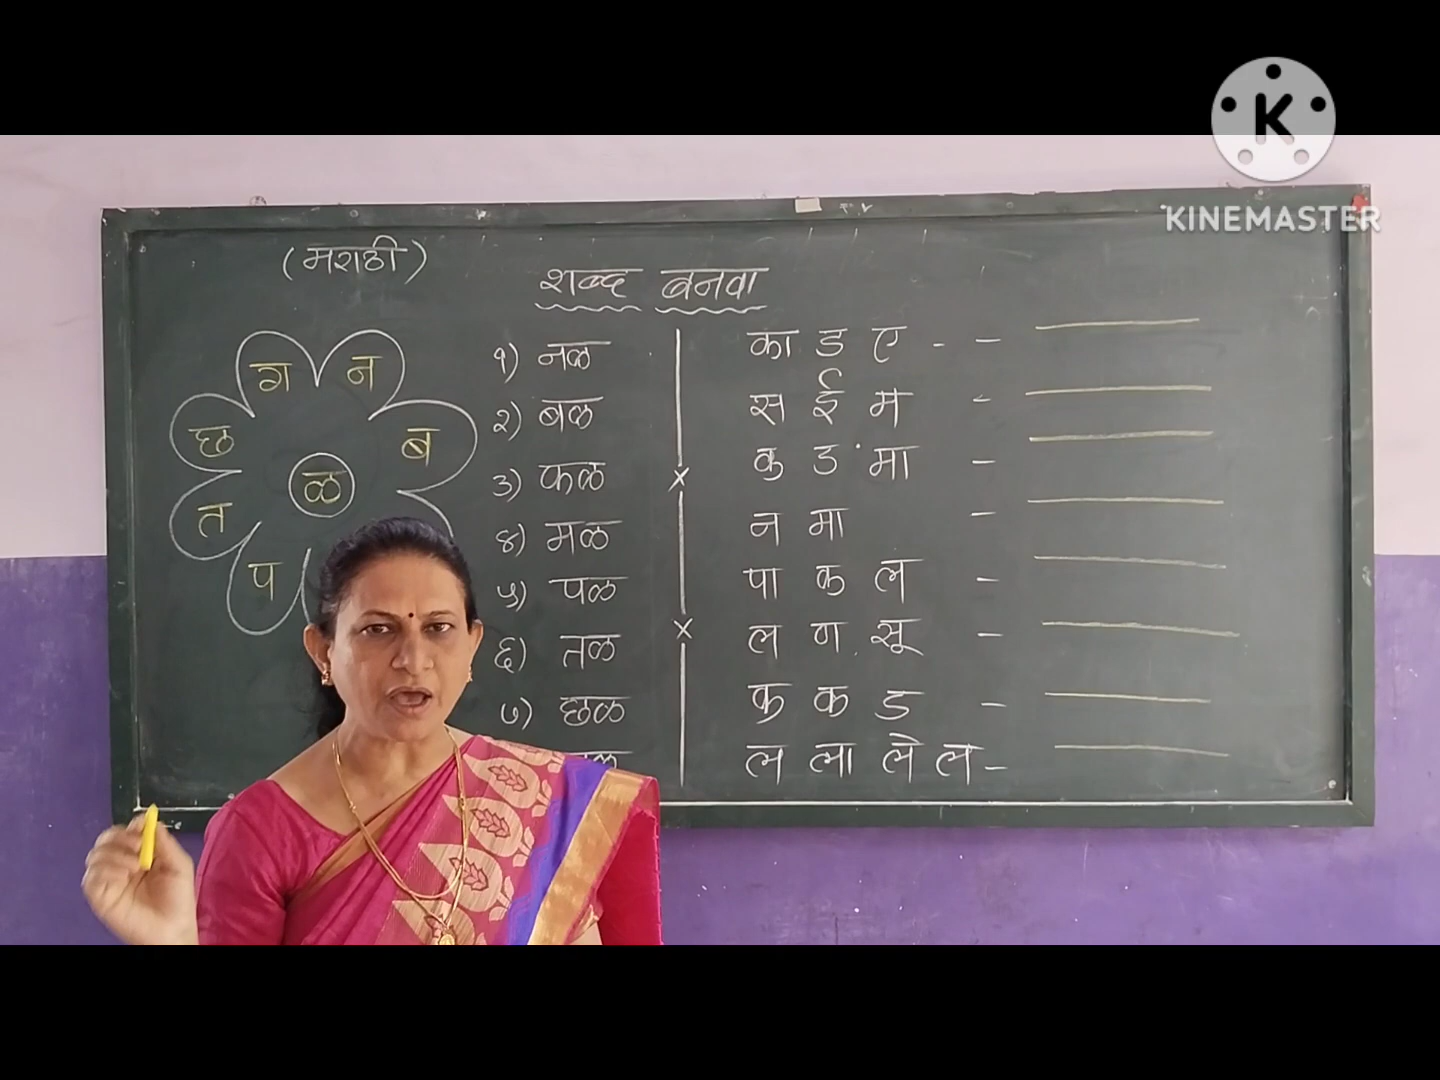 KINEMASTER
(मराठी)
शब्द बनवा
ग न
छ ब
ळ
त
प
१) नळ
२) बळ
३) फळ
४) मळ
५) पळ
६) तळ
७) छळ
का ड ए - -
स ई म -
क ड मा -
न मा -
पा क ल -
ल ण सू -
क क ड -
ल ला ले ल -